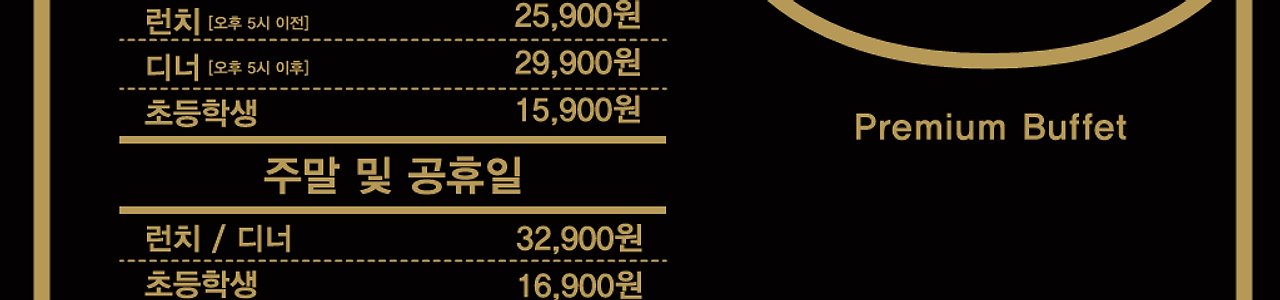 런치 [오후 5시 이전] 25,900원
디너 [오후 5시 이후] 29,900원
초등학생 15,900원
주말 및 공휴일
런치 / 디너 32,900원
초등학생 16,900원
Premium Buffet